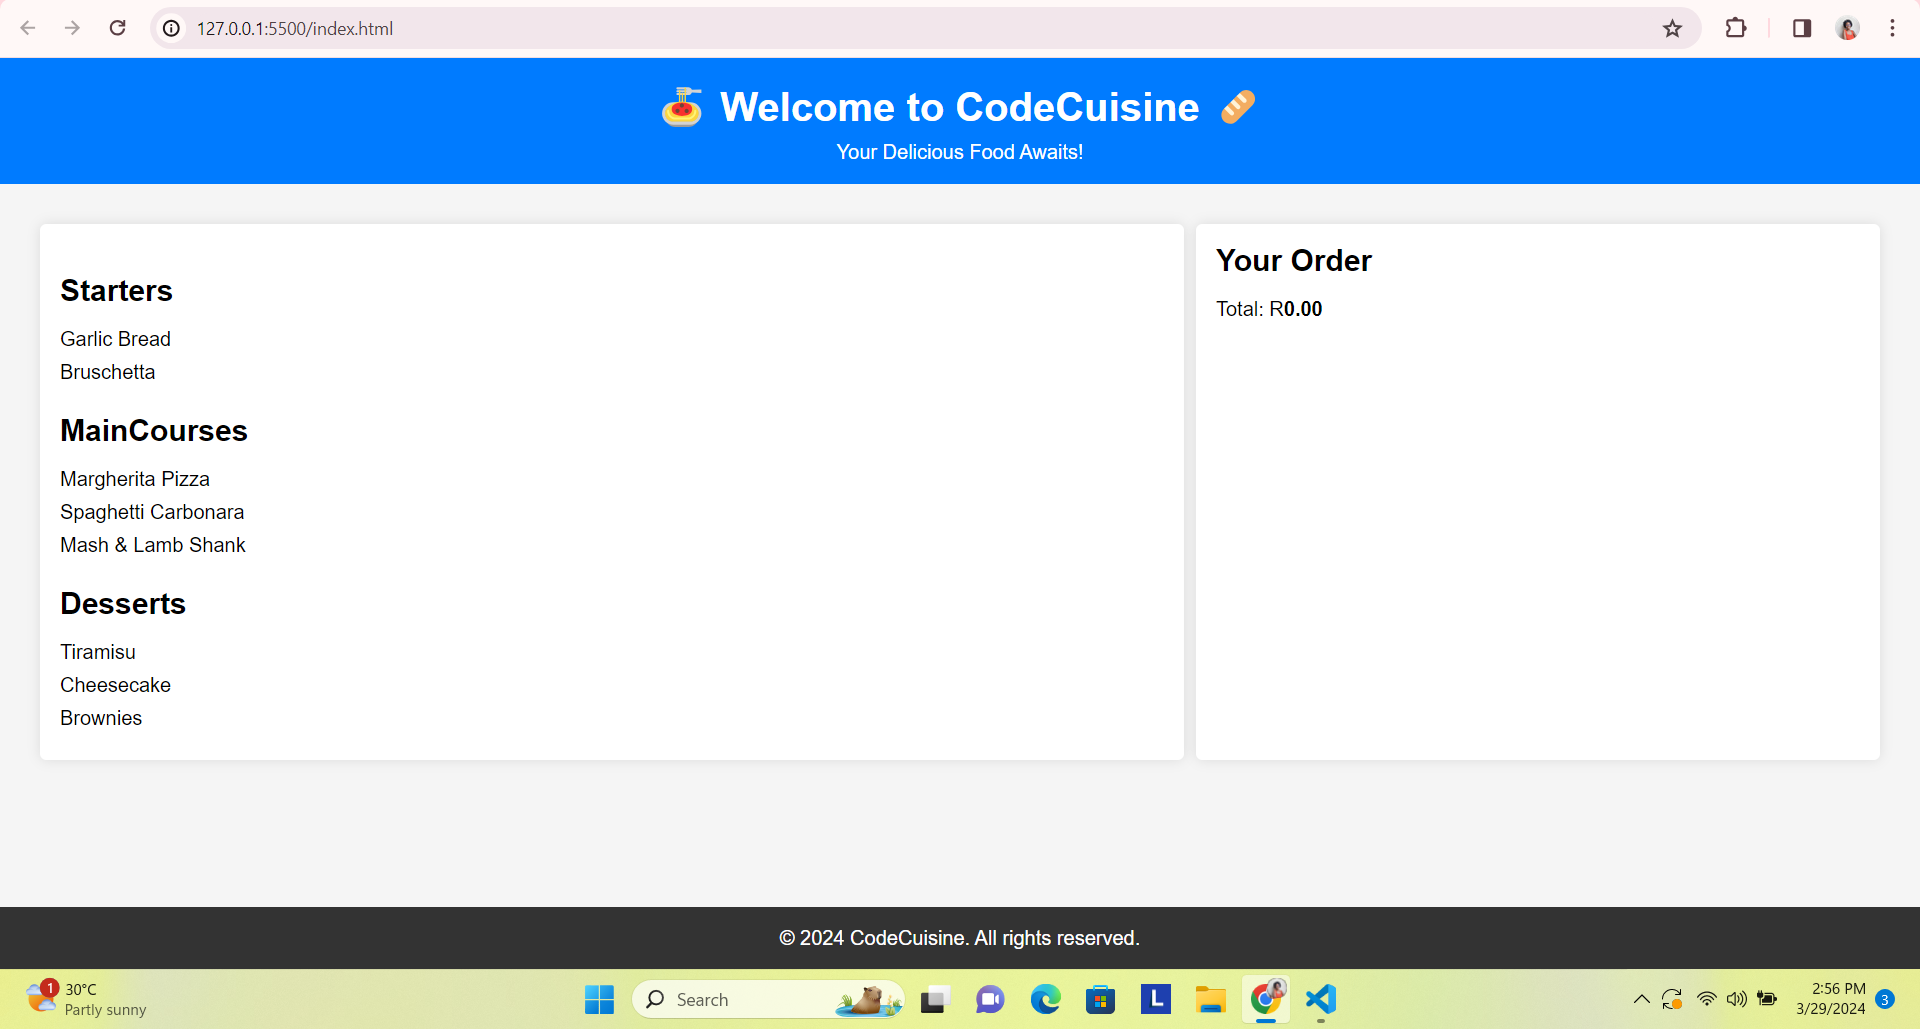 127.0.0.1:5500/index.html
Welcome to CodeCuisine
Your Delicious Food Awaits!
Starters
Garlic Bread
Bruschetta
MainCourses
Margherita Pizza
Spaghetti Carbonara
Mash & Lamb Shank
Desserts
Tiramisu
Cheesecake
Brownies
Your Order
Total: R0.00
© 2024 CodeCuisine. All rights reserved.
1
30°C
Partly sunny
Search
L
2:56 PM
3/29/2024
3